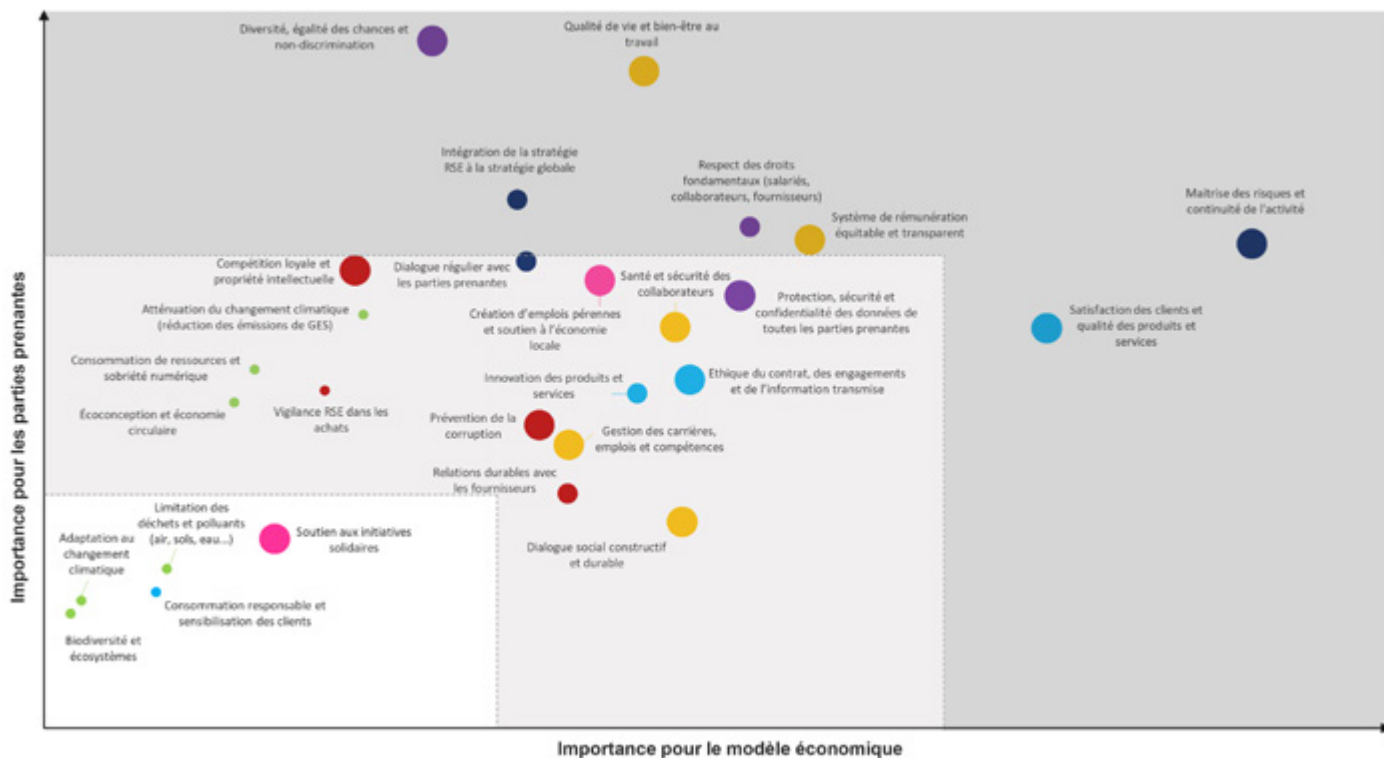 Diversité, égalité des chances et
non-discrimination
Qualité de vie et bien-être au
travail
Intégration de la stratégie
RSE à la stratégie globale
Respect des droits
fondamentaux (salariés,
collaborateurs, fournisseurs)
Système de rémunération
équitable et transparent
Maitrise des risques et
continuité de l'activité
Compétition loyale et
propriété intellectuelle
Dialogue régulier avec
les parties prenantes
Santé et sécurité des
collaborateurs
Protection, sécurité et
confidentialité des données de
toutes les parties prenantes
Atténuation du changement climatique
(réduction des émissions de GES)
Création d'emplois pérennes
et soutien à l'économie
locale
Satisfaction des clients et
qualité des produits et
services
Consommation de ressources et
sobriété numérique
Innovation des produits et
services
Ethique du contrat, des engagements
et de l'information transmise
Écoconception et économie
circulaire
Vigilance RSE dans les
achats
Prévention de la
corruption
Gestion des carrières,
emplois et compétences
Relations durables avec
les fournisseurs
Limitation des
déchets et polluants
(air, sols, eau...)
Soutien aux initiatives
solidaires
Adaptation au
changement
climatique
Dialogue social constructif
et durable
Consommation responsable et
sensibilisation des clients
Biodiversité et
écosystèmes
Importance pour les parties prenantes
Importance pour le modèle économique